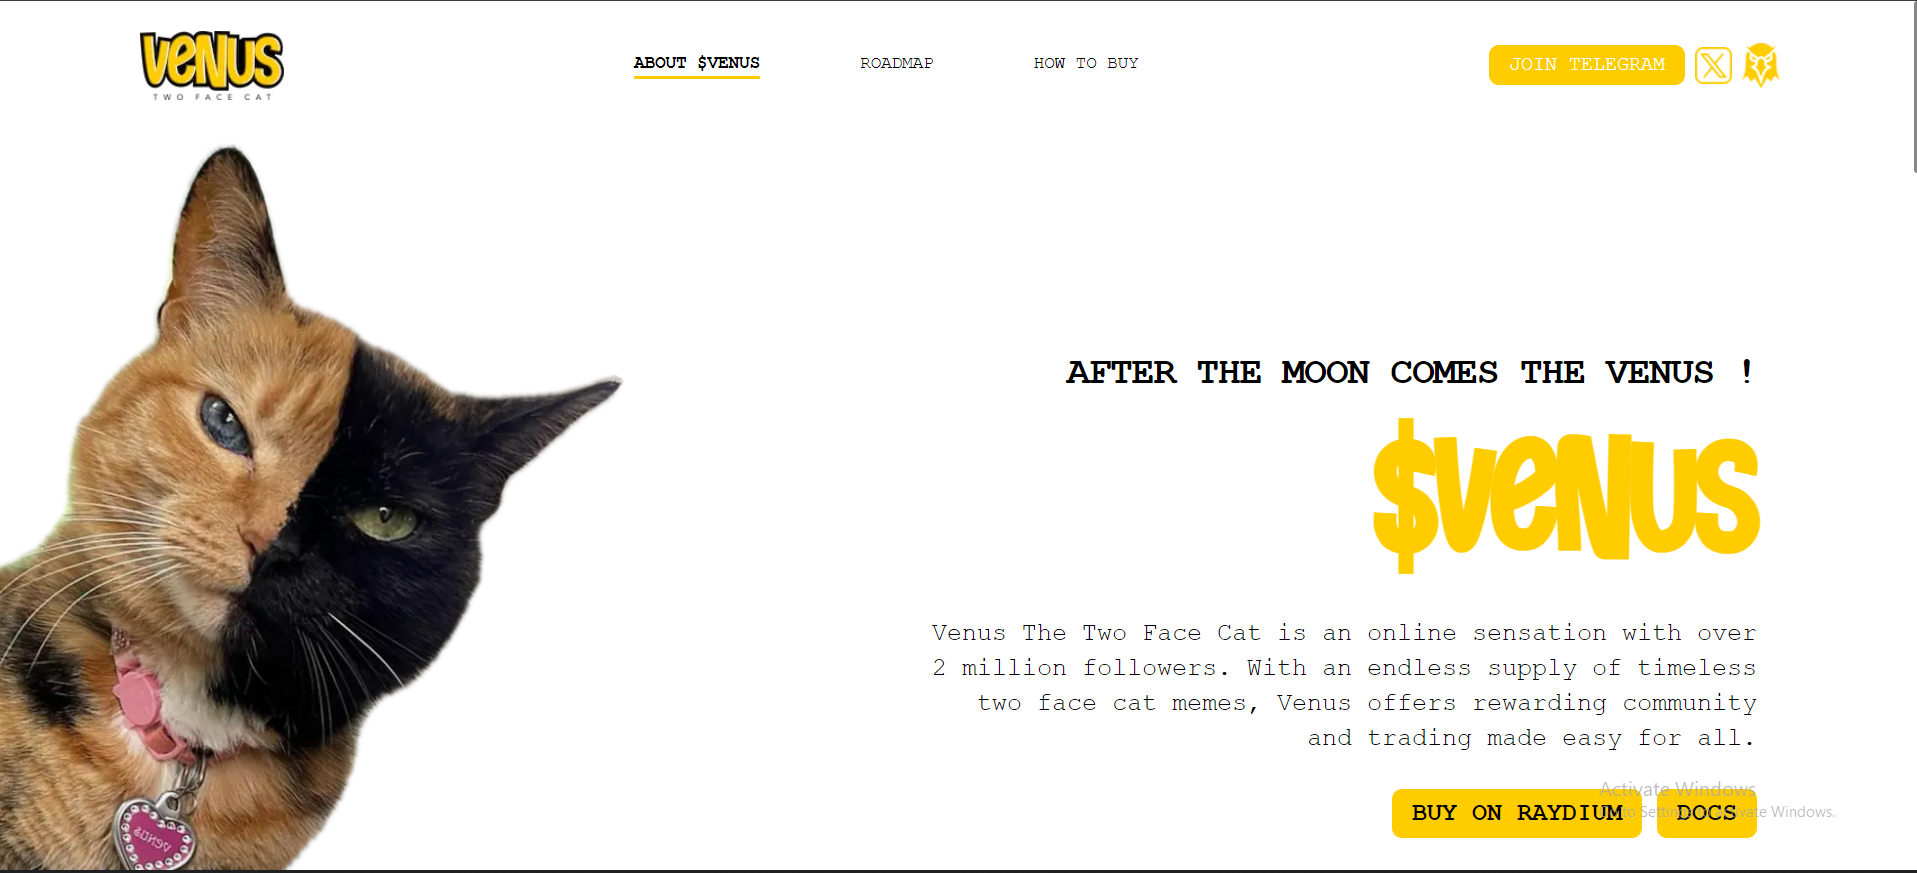 VENUS
TWO FACE CAT
ABOUT $VENUS
ROADMAP
HOW TO BUY
JOIN TELEGRAM
AFTER THE MOON COMES THE VENUS !
$VENUS
Venus The Two Face Cat is an online sensation with over
2 million followers. With an endless supply of timeless
two face cat memes, Venus offers rewarding community
and trading made easy for all.
BUY ON RAYDIUM
DOCS
Activate Windows
Go to Settings to activate Windows.
venus